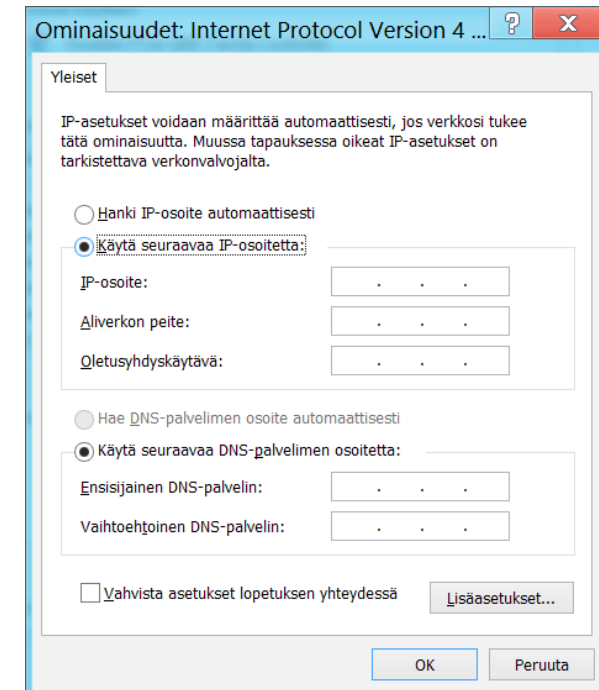 Ominaisuudet: Internet Protocol Version 4 ...
?
X
Yleiset
IP-asetukset voidaan määrittää automaattisesti, jos verkkosi tukee
tätä ominaisuutta. Muussa tapauksessa oikeat IP-asetukset on
tarkistettava verkonvalvojalta.
Hanki IP-osoite automaattisesti
Käytä seuraavaa IP-osoitetta:
IP-osoite: . . .
Aliverkon peite: . . .
Oletusyhdyskäytävä: . . .
Hae DNS-palvelimen osoite automaattisesti
Käytä seuraavaa DNS-palvelimen osoitetta:
Ensisijainen DNS-palvelin: . . .
Vaihtoehtoinen DNS-palvelin: . . .
Vahvista asetukset lopetuksen yhteydessä
Lisäasetukset...
OK
Peruuta